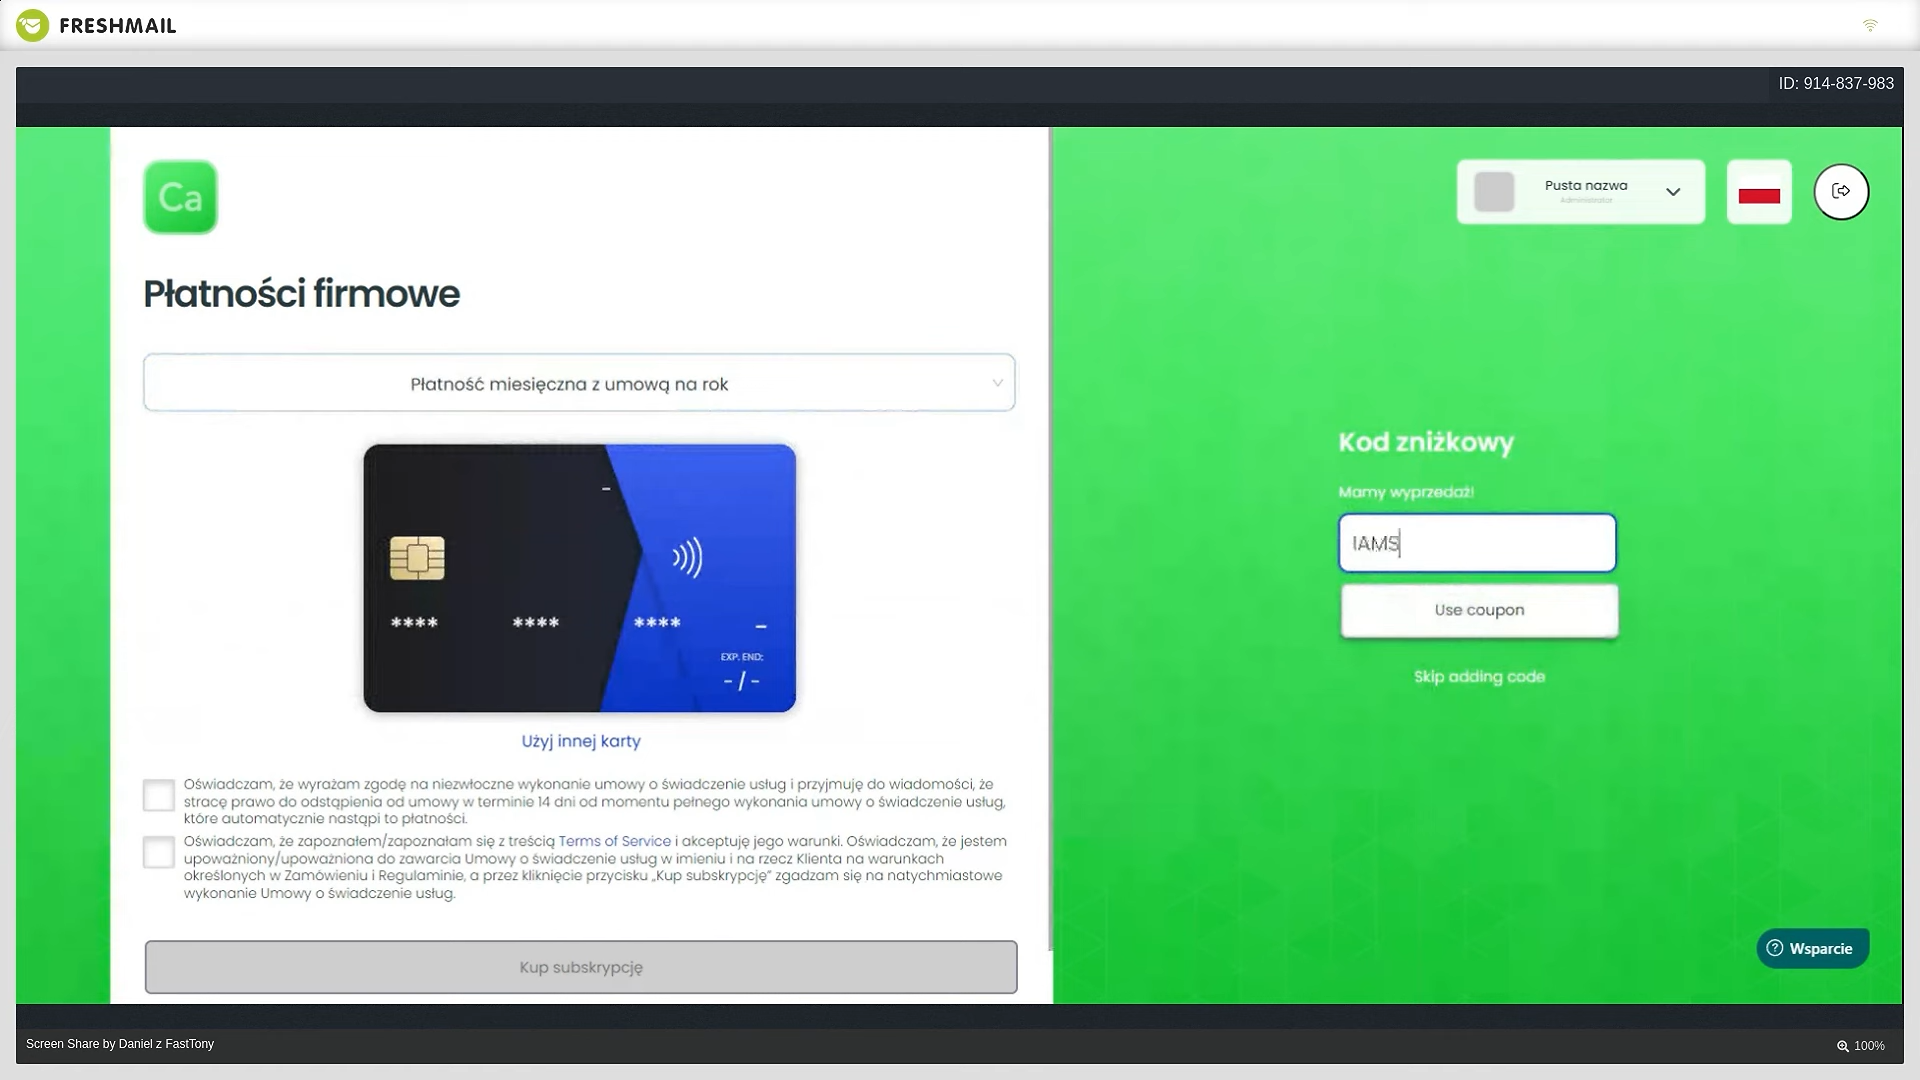 FRESHMAIL
ID: 914-837-983
Ca
Pusta nazwa
Administrator
Płatności firmowe
Płatność miesięczna z umową na rok
-
**** **** **** -
EXP. END:
- / -
Użyj innej karty
Oświadczam, że wyrażam zgodę na niezwłoczne wykonanie umowy o świadczenie usług i przyjmuję do wiadomości, że
stracę prawo do odstąpienia od umowy w terminie 14 dni od momentu pełnego wykonania umowy o świadczenie usług,
które automatycznie nastąpi to płatności.
Oświadczam, że zapoznałem/zapoznałam się z treścią Terms of Service i akceptuję jego warunki. Oświadczam, że jestem
upoważniony/upoważniona do zawarcia Umowy o świadczenie usług w imieniu i na rzecz Klienta na warunkach
określonych w Zamówieniu i Regulaminie, a przez kliknięcie przycisku „Kup subskrypcję” zgadzam się na natychmiastowe
wykonanie Umowy o świadczenie usług.
Kup subskrypcję
Kod zniżkowy
Mamy wyprzedaż!
IAMS
Use coupon
Skip adding code
Wsparcie
Screen Share by Daniel z FastTony
100%